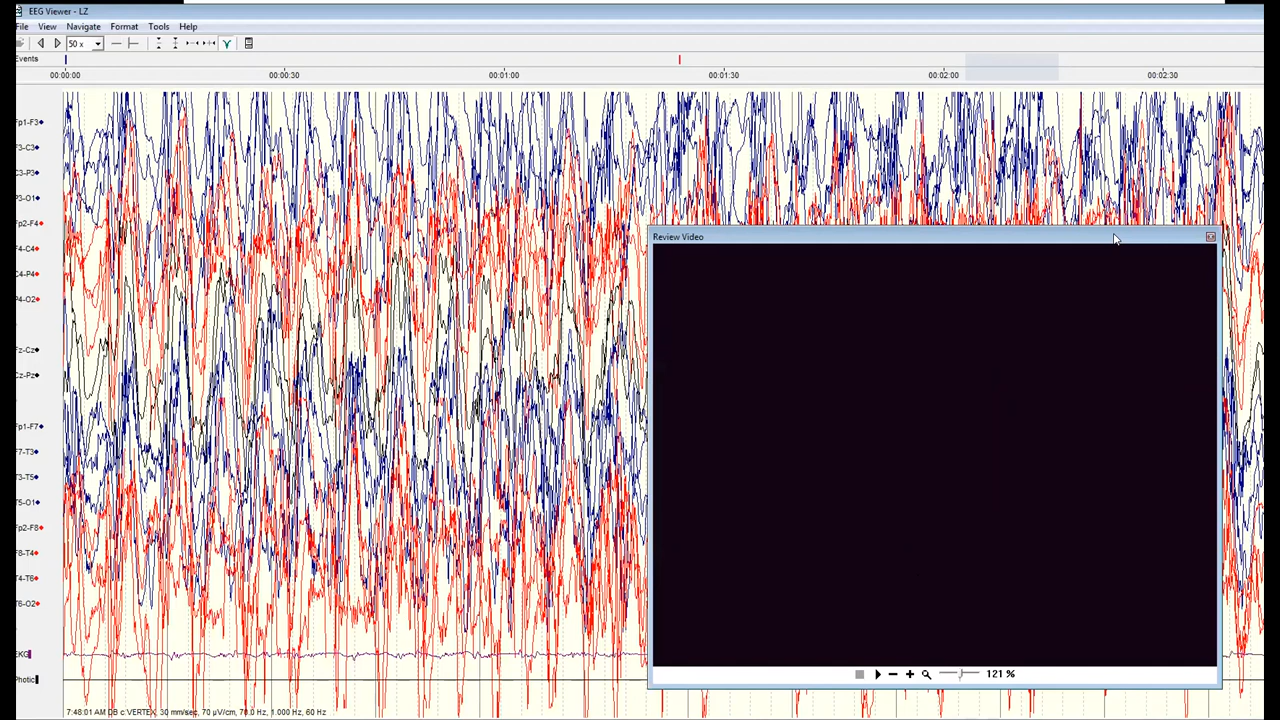 EEG Viewer - LZ
File View Navigate Format Tools Help
50 x
Events
00:00:00 00:00:30 00:01:00 00:01:30 00:02:00 00:02:30
Fp1-F3
F3-C3
C3-P3
P3-O1
Fp2-F4
F4-C4
C4-P4
P4-O2
Fz-Cz
Cz-Pz
Fp1-F7
F7-T3
T3-T5
T5-O1
Fp2-F8
F8-T4
T4-T6
T6-O2
EKG
Photic
Review Video
121 %
7:48:01 AM DB c:VERTEX, 30 mm/sec, 70 µV/cm, 70.0 Hz, 1.000 Hz, 60 Hz